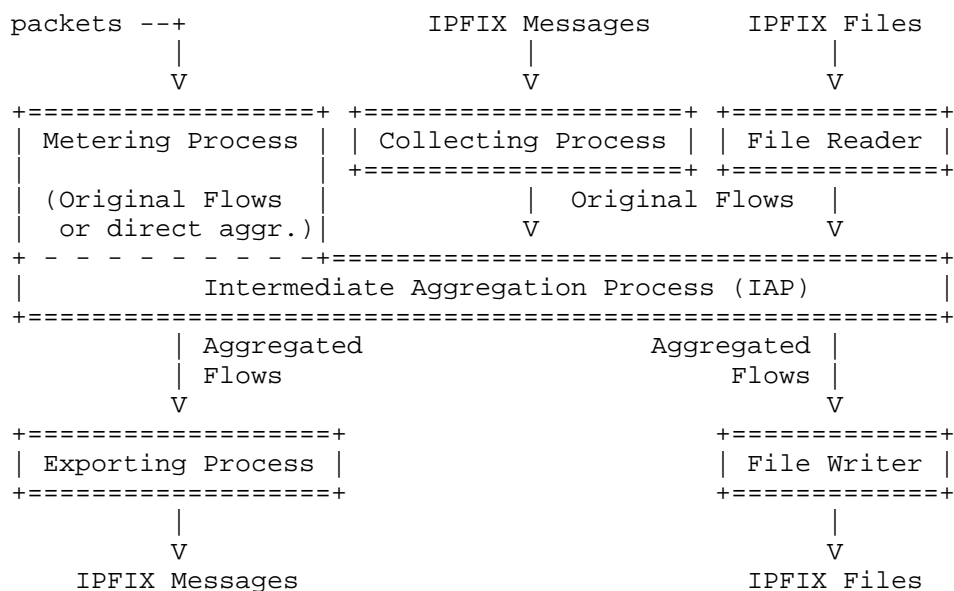 packets --+ IPFIX Messages IPFIX Files
| | |
V V V
+==================+ +====================+ +=============+
| Metering Process | | Collecting Process | | File Reader |
| | +====================+ +=============+
| (Original Flows | | Original Flows |
| or direct aggr.)| V V
+ - - - - - - - - -+======================================+
| Intermediate Aggregation Process (IAP) |
+=========================================================+
| Aggregated Aggregated |
| Flows Flows |
V V
+===================+ +=============+
| Exporting Process | | File Writer |
+===================+ +=============+
| |
V V
IPFIX Messages IPFIX Files